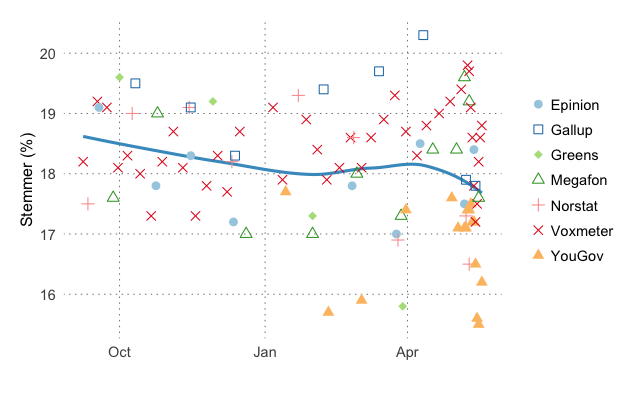 20
19
18
17
16
Stemmer (%)
Oct
Jan
Apr
Epinion
Gallup
Greens
Megafon
Norstat
Voxmeter
YouGov